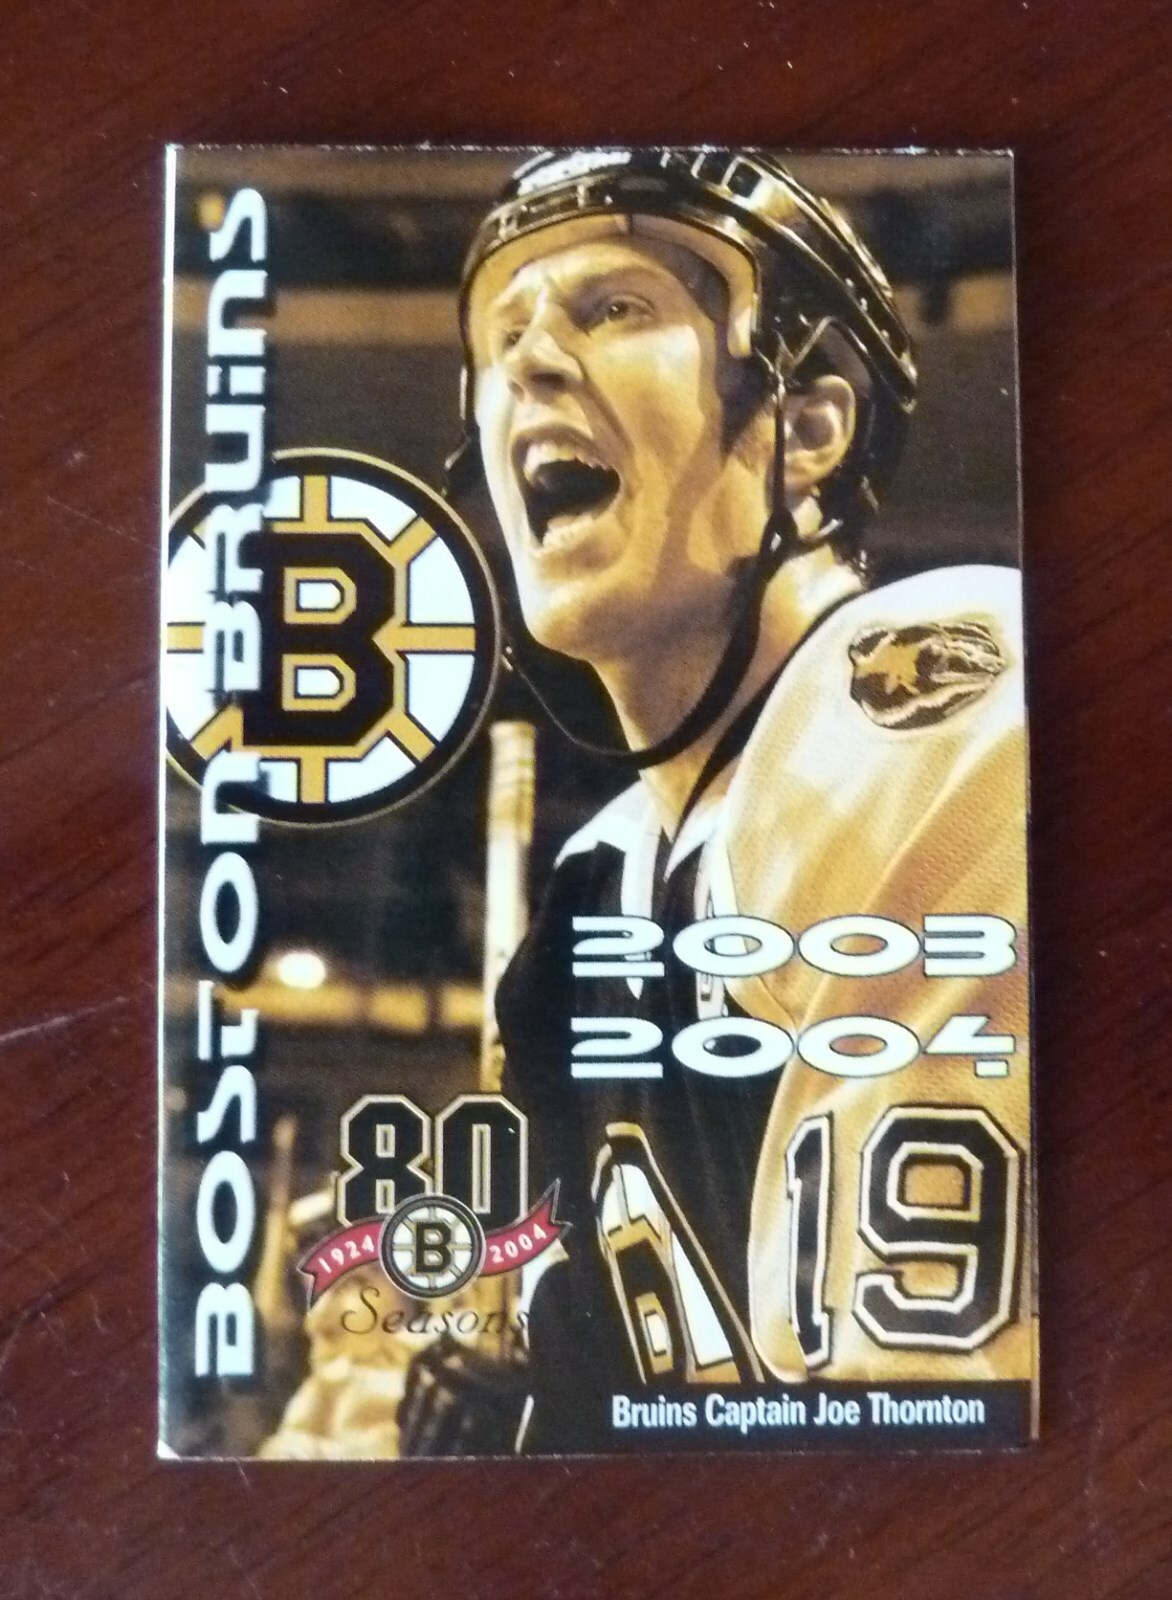 BOSTON BRUINS
B
2003
2004
19
80
1924 B 2004
Seasons
Bruins Captain Joe Thornton